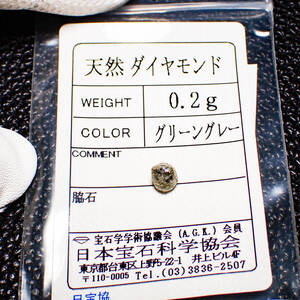 天然 ダイヤモンド
WEIGHT 0.2g
COLOR グリーングレー
COMMENT
脇石
宝石学学術協議会 (A.G.K.) 会員
日本宝石科学協会
東京都台東区上野5-22-1 井上ビル4F
〒110-0005 Tel.(03)3836-2507
日宝協